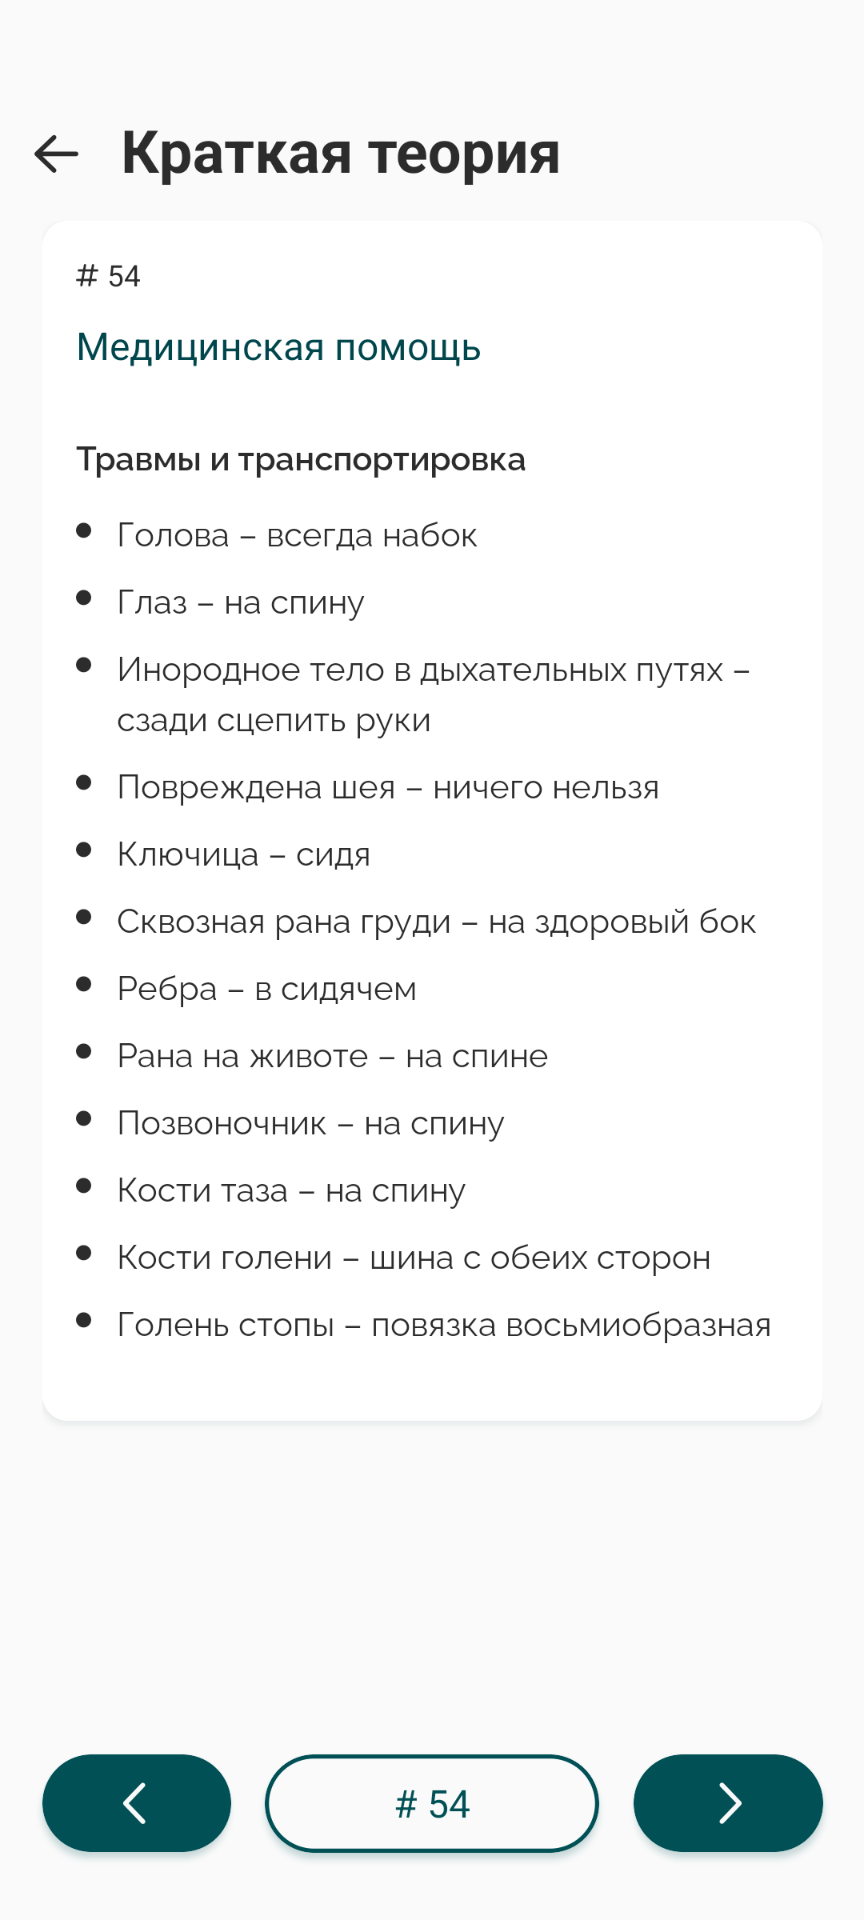 Краткая теория
# 54
Медицинская помощь
Травмы и транспортировка
• Голова – всегда набок
• Глаз – на спину
• Инородное тело в дыхательных путях –
сзади сцепить руки
• Повреждена шея – ничего нельзя
• Ключица – сидя
• Сквозная рана груди – на здоровый бок
• Ребра – в сидячем
• Рана на животе – на спине
• Позвоночник – на спину
• Кости таза – на спину
• Кости голени – шина с обеих сторон
• Голень стопы – повязка восьмиобразная
# 54